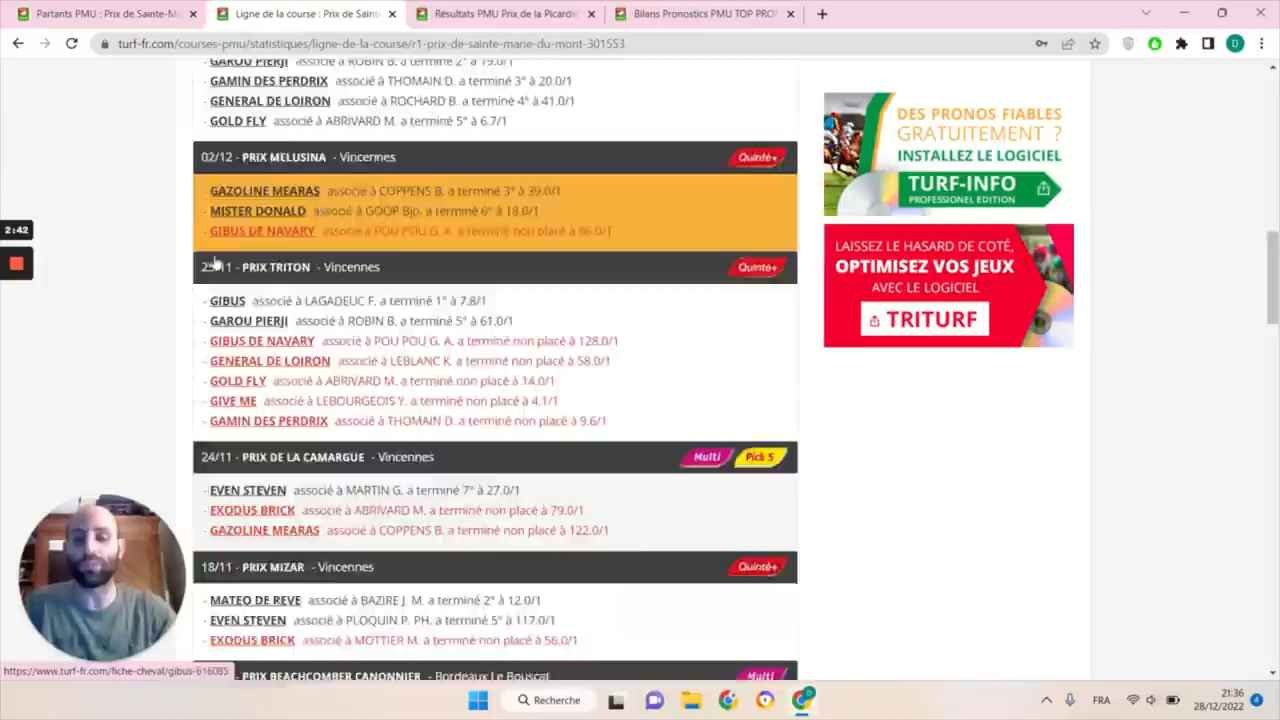 Partants PMU : Prix de Sainte-M
Ligne de la course : Prix de Sain
Résultats PMU Prix de la Picardie
Bilans Pronostics PMU TOP PRO
turf-fr.com/courses-pmu/statistiques/ligne-de-la-course/r1-prix-de-sainte-marie-du-mont-301553
D
- GAROU PIERJI associé à ROBIN B. a terminé 2° à 19.0/1
- GAMIN DES PERDRIX associé à THOMAIN D. a terminé 3° à 20.0/1
- GENERAL DE LOIRON associé à ROCHARD B. a terminé 4° à 41.0/1
- GOLD FLY associé à ABRIVARD M. a terminé 5° à 6.7/1
02/12 - PRIX MELUSINA - Vincennes Quinté+
- GAZOLINE MEARAS associé à COPPENS B. a terminé 3° à 39.0/1
- MISTER DONALD associé à GOOP Bjo. a terminé 6° à 18.0/1
- GIBUS DE NAVARY associé à POU POU G. A. a terminé non placé à 66.0/1
11 - PRIX TRITON - Vincennes Quinté+
- GIBUS associé à LAGADEUC F. a terminé 1° à 7.8/1
- GAROU PIERJI associé à ROBIN B. a terminé 5° à 61.0/1
- GIBUS DE NAVARY associé à POU POU G. A. a terminé non placé à 128.0/1
- GENERAL DE LOIRON associé à LEBLANC K. a terminé non placé à 58.0/1
- GOLD FLY associé à ABRIVARD M. a terminé non placé à 14.0/1
- GIVE ME associé à LEBOURGEOIS Y. a terminé non placé à 4.1/1
- GAMIN DES PERDRIX associé à THOMAIN D. a terminé non placé à 9.6/1
24/11 - PRIX DE LA CAMARGUE - Vincennes Multi Pick 5
- EVEN STEVEN associé à MARTIN G. a terminé 7° à 27.0/1
- EXODUS BRICK associé à ABRIVARD M. a terminé non placé à 79.0/1
- GAZOLINE MEARAS associé à COPPENS B. a terminé non placé à 122.0/1
18/11 - PRIX MIZAR - Vincennes Quinté+
- MATEO DE REVE associé à BAZIRE J. M. a terminé 2° à 12.0/1
- EVEN STEVEN associé à PLOQUIN P. PH. a terminé 5° à 117.0/1
- EXODUS BRICK associé à MOTTIER M. a terminé non placé à 56.0/1
PRIX BEACHCOMBER CANONNIER - Bordeaux Le Bouscat Multi
DES PRONOS FIABLES
GRATUITEMENT ?
INSTALLEZ LE LOGICIEL
TURF-INFO
PROFESSIONEL EDITION
LAISSEZ LE HASARD DE COTÉ,
OPTIMISEZ VOS JEUX
AVEC LE LOGICIEL
TRITURF
2:42
https://www.turf-fr.com/fiche-cheval/gibus-616085
Recherche
FRA
21:36
28/12/2022
4